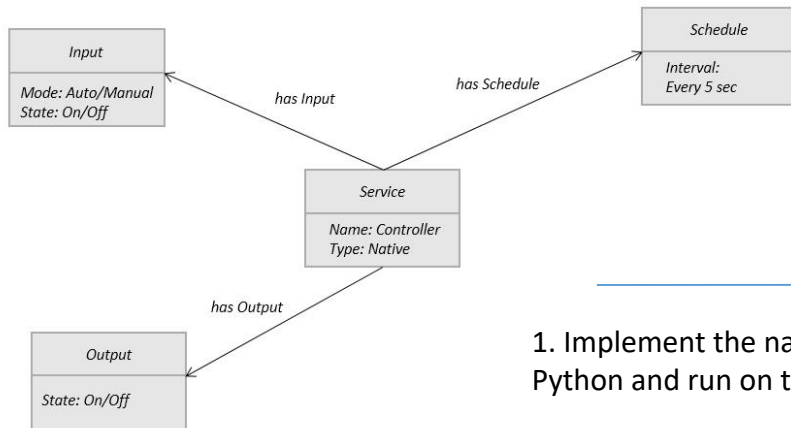 Input
Mode: Auto/Manual
State: On/Off
has Input
has Schedule
Schedule
Interval:
Every 5 sec
Service
Name: Controller
Type: Native
has Output
Output
State: On/Off
1. Implement the na
Python and run on t